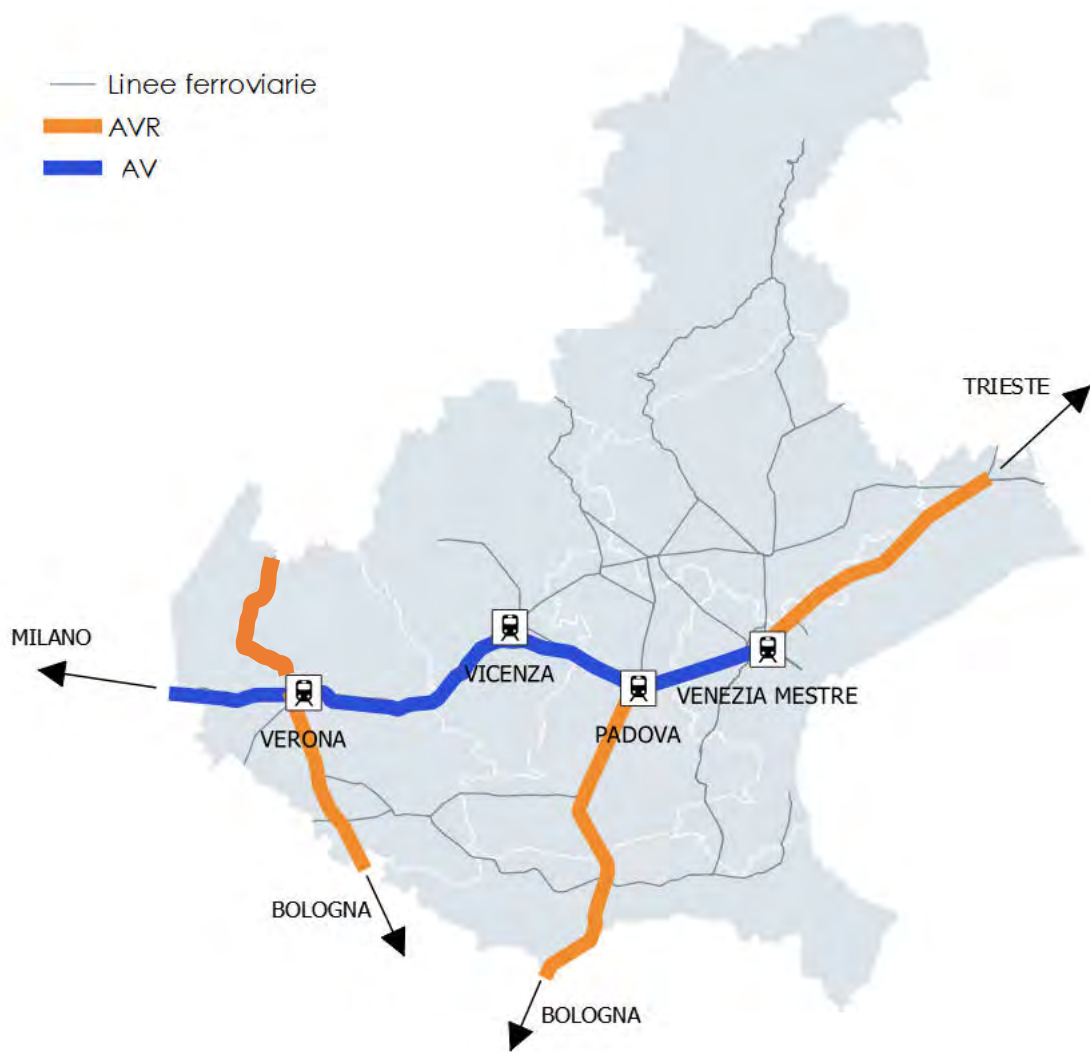 Linee ferroviarie
AVR
AV
TRIESTE
MILANO
VICENZA
VENEZIA MESTRE
VERONA
PADOVA
BOLOGNA
BOLOGNA